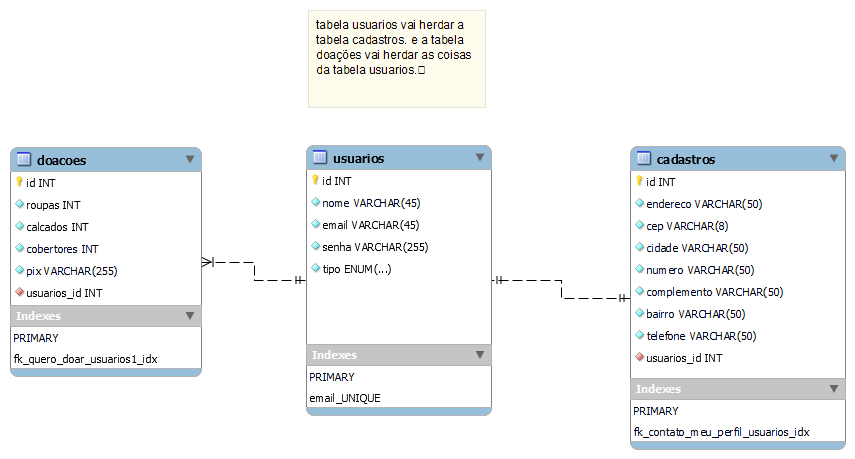 tabela usuarios vai herdar a
tabela cadastros. e a tabela
doações vai herdar as coisas
da tabela usuarios.
doacoes
id INT
roupas INT
calcados INT
cobertores INT
pix VARCHAR(255)
usuarios_id INT
Indexes
PRIMARY
fk_quero_doar_usuarios1_idx
usuarios
id INT
nome VARCHAR(45)
email VARCHAR(45)
senha VARCHAR(255)
tipo ENUM(...)
Indexes
PRIMARY
email_UNIQUE
cadastros
id INT
endereco VARCHAR(50)
cep VARCHAR(8)
cidade VARCHAR(50)
numero VARCHAR(50)
complemento VARCHAR(50)
bairro VARCHAR(50)
telefone VARCHAR(50)
usuarios_id INT
Indexes
PRIMARY
fk_contato_meu_perfil_usuarios_idx